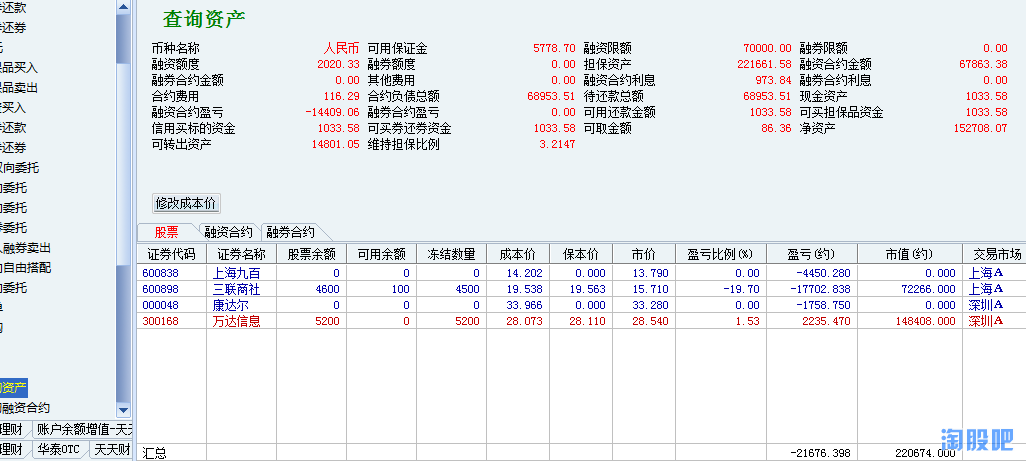 还款
查询资产
还券
币种名称 人民币 可用保证金 5778.70 融资限额 70000.00 融券限额 0.00
融资额度 2020.33 融券额度 0.00 担保资产 221661.58 融资合约金额 67863.38
品买入
融券合约金额 0.00 其他费用 0.00 融资合约利息 973.84 融券合约利息 0.00
品卖出
合约费用 116.29 合约负债总额 68953.51 待还款总额 68953.51 现金资产 1033.58
买入
融资合约盈亏 -14409.06 融券合约盈亏 0.00 可用还款金额 1033.58 可买担保品资金 1033.58
还款
信用买标的资金 1033.58 可买券还券资金 1033.58 可取金额 86.36 净资产 152708.07
还券
可转出资产 14801.05 维持担保比例 3.2147
向委托
委托
修改成本价
委托
委托
股票 融资合约 融券合约
融券卖出
证券代码 证券名称 股票余额 可用余额 冻结数量 成本价 保本价 市价 盈亏比例(%) 盈亏(约) 市值(约) 交易市场
自由搭配
600838 上海九百 0 0 0 14.202 0.000 13.790 0.00 -4450.280 0.000 上海A
委托
600898 三联商社 4600 100 4500 19.538 19.563 15.710 -19.70 -17702.838 72266.000 上海A
000048 康达尔 0 0 0 33.966 0.000 33.280 0.00 -1758.750 0.000 深圳A
300168 万达信息 5200 0 5200 28.073 28.110 28.540 1.53 2235.470 148408.000 深圳A
资产
融资合约
理财 账户余额增值-天天
理财 华泰OTC 天天财
汇总 -21676.398 220674.000
淘股吧